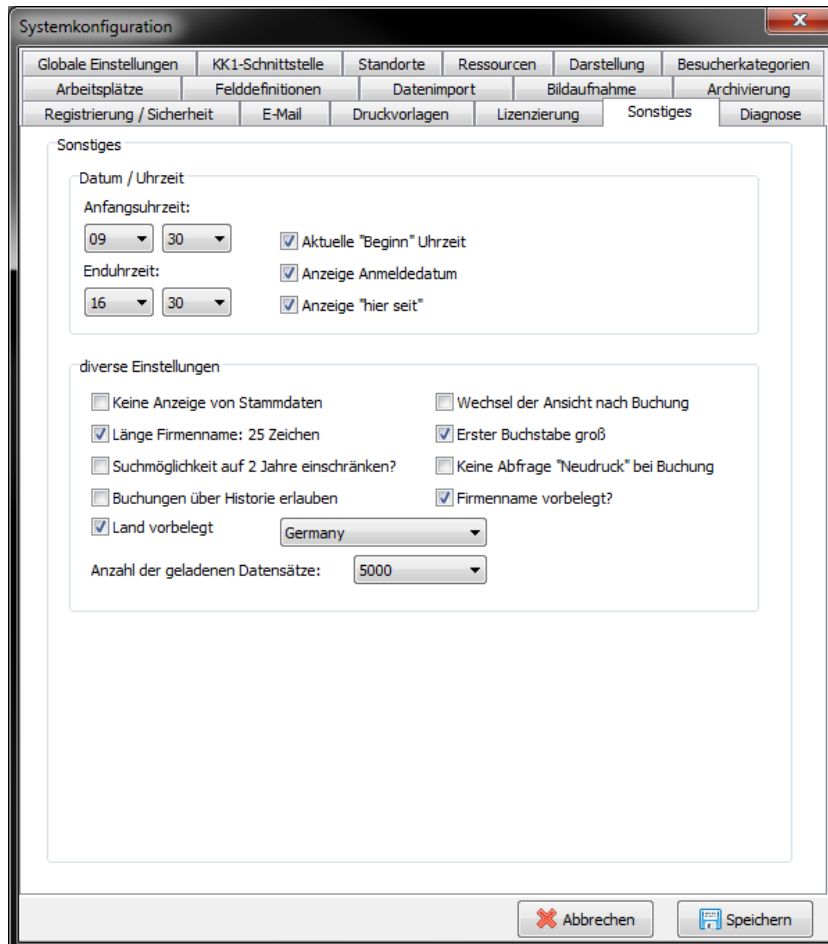 Systemkonfiguration
Globale Einstellungen KK1-Schnittstelle Standorte Ressourcen Darstellung Besucherkategorien
Arbeitsplätze Felddefinitionen Datenimport Bildaufnahme Archivierung
Registrierung / Sicherheit E-Mail Druckvorlagen Lizenzierung Sonstiges Diagnose
Sonstiges
Datum / Uhrzeit
Anfangsuhrzeit:
09 30 Aktuelle "Beginn" Uhrzeit
Enduhrzeit: Anzeige Anmeldedatum
16 30 Anzeige "hier seit"
diverse Einstellungen
Keine Anzeige von Stammdaten Wechsel der Ansicht nach Buchung
Länge Firmenname: 25 Zeichen Erster Buchstabe groß
Suchmöglichkeit auf 2 Jahre einschränken? Keine Abfrage "Neudruck" bei Buchung
Buchungen über Historie erlauben Firmenname vorbelegt?
Land vorbelegt Germany
Anzahl der geladenen Datensätze: 5000
Abbrechen Speichern